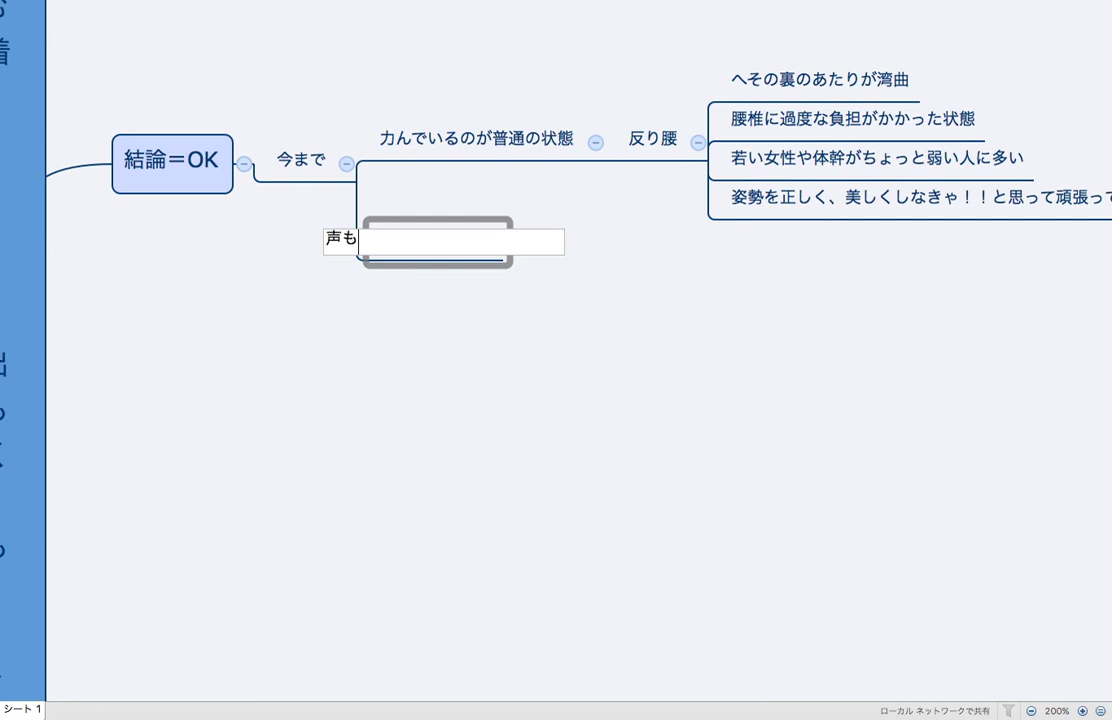 着
出
結論＝OK
今まで
力んでいるのが普通の状態
反り腰
へその裏のあたりが湾曲
腰椎に過度な負担がかかった状態
若い女性や体幹がちょっと弱い人に多い
姿勢を正しく、美しくしなきゃ！！と思って頑張って
声も
シート 1
ローカル ネットワークで共有
200%